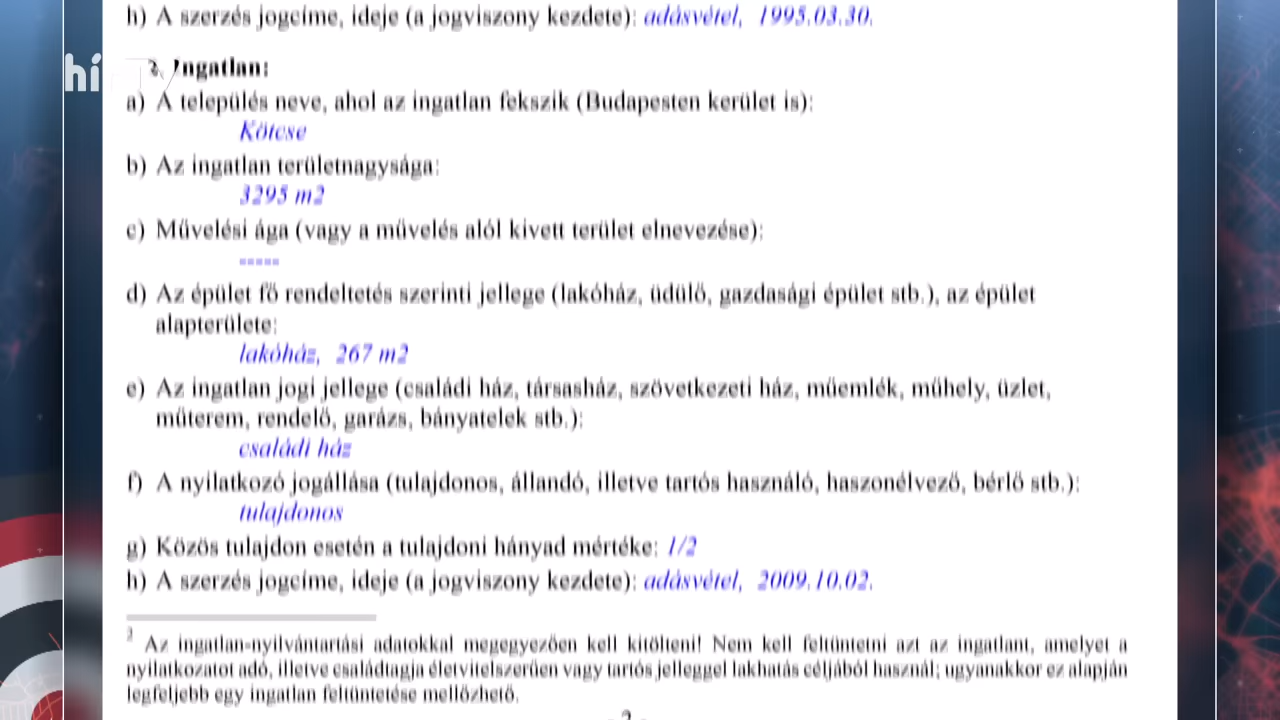 h) A szerzés jogcíme, ideje (a jogviszony kezdete): adásvétel, 1995.03.30.
hír TV
Ingatlan:
a) A település neve, ahol az ingatlan fekszik (Budapesten kerület is):
Kötcse
b) Az ingatlan területnagysága:
3295 m2
c) Művelési ága (vagy a művelés alól kivett terület elnevezése):
-----
d) Az épület fő rendeltetés szerinti jellege (lakóház, üdülő, gazdasági épület stb.), az épület
alapterülete:
lakóház, 267 m2
e) Az ingatlan jogi jellege (családi ház, társasház, szövetkezeti ház, műemlék, műhely, üzlet,
műterem, rendelő, garázs, bányatelek stb.):
családi ház
f) A nyilatkozó jogállása (tulajdonos, állandó, illetve tartós használó, haszonélvező, bérlő stb.):
tulajdonos
g) Közös tulajdon esetén a tulajdoni hányad mértéke: 1/2
h) A szerzés jogcíme, ideje (a jogviszony kezdete): adásvétel, 2009.10.02.
Az ingatlan-nyilvántartási adatokkal megegyezően kell kitölteni! Nem kell feltüntetni azt az ingatlant, amelyet a
nyilatkozatot adó, illetve családtagja életvitelszerűen vagy tartós jelleggel lakhatás céljából használ; ugyanakkor ez alapján
legfeljebb egy ingatlan feltüntetése mellőzhető.